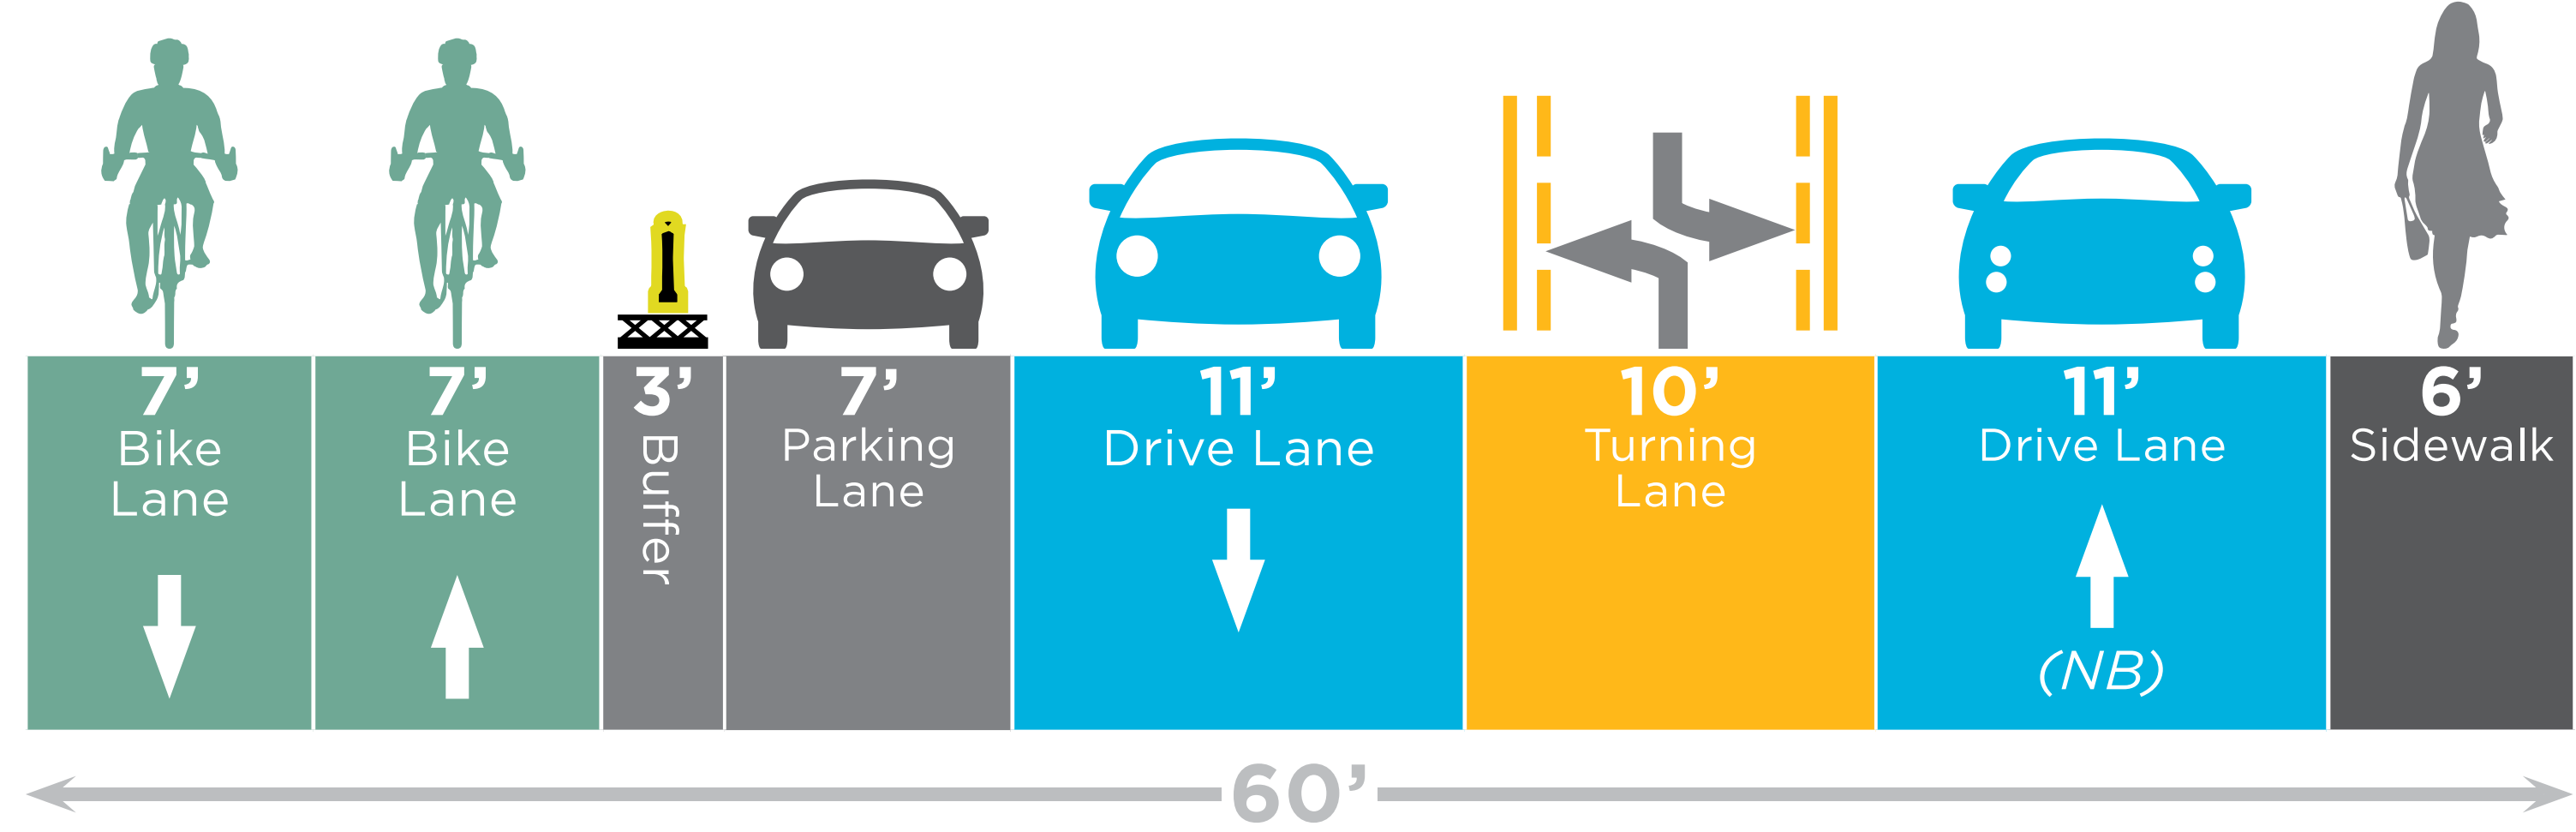 7’
Bike
Lane
7’
Bike
Lane
3’
Buffer
7’
Parking
Lane
11’
Drive Lane
10’
Turning
Lane
11’
Drive Lane
(NB)
6’
Sidewalk
60’